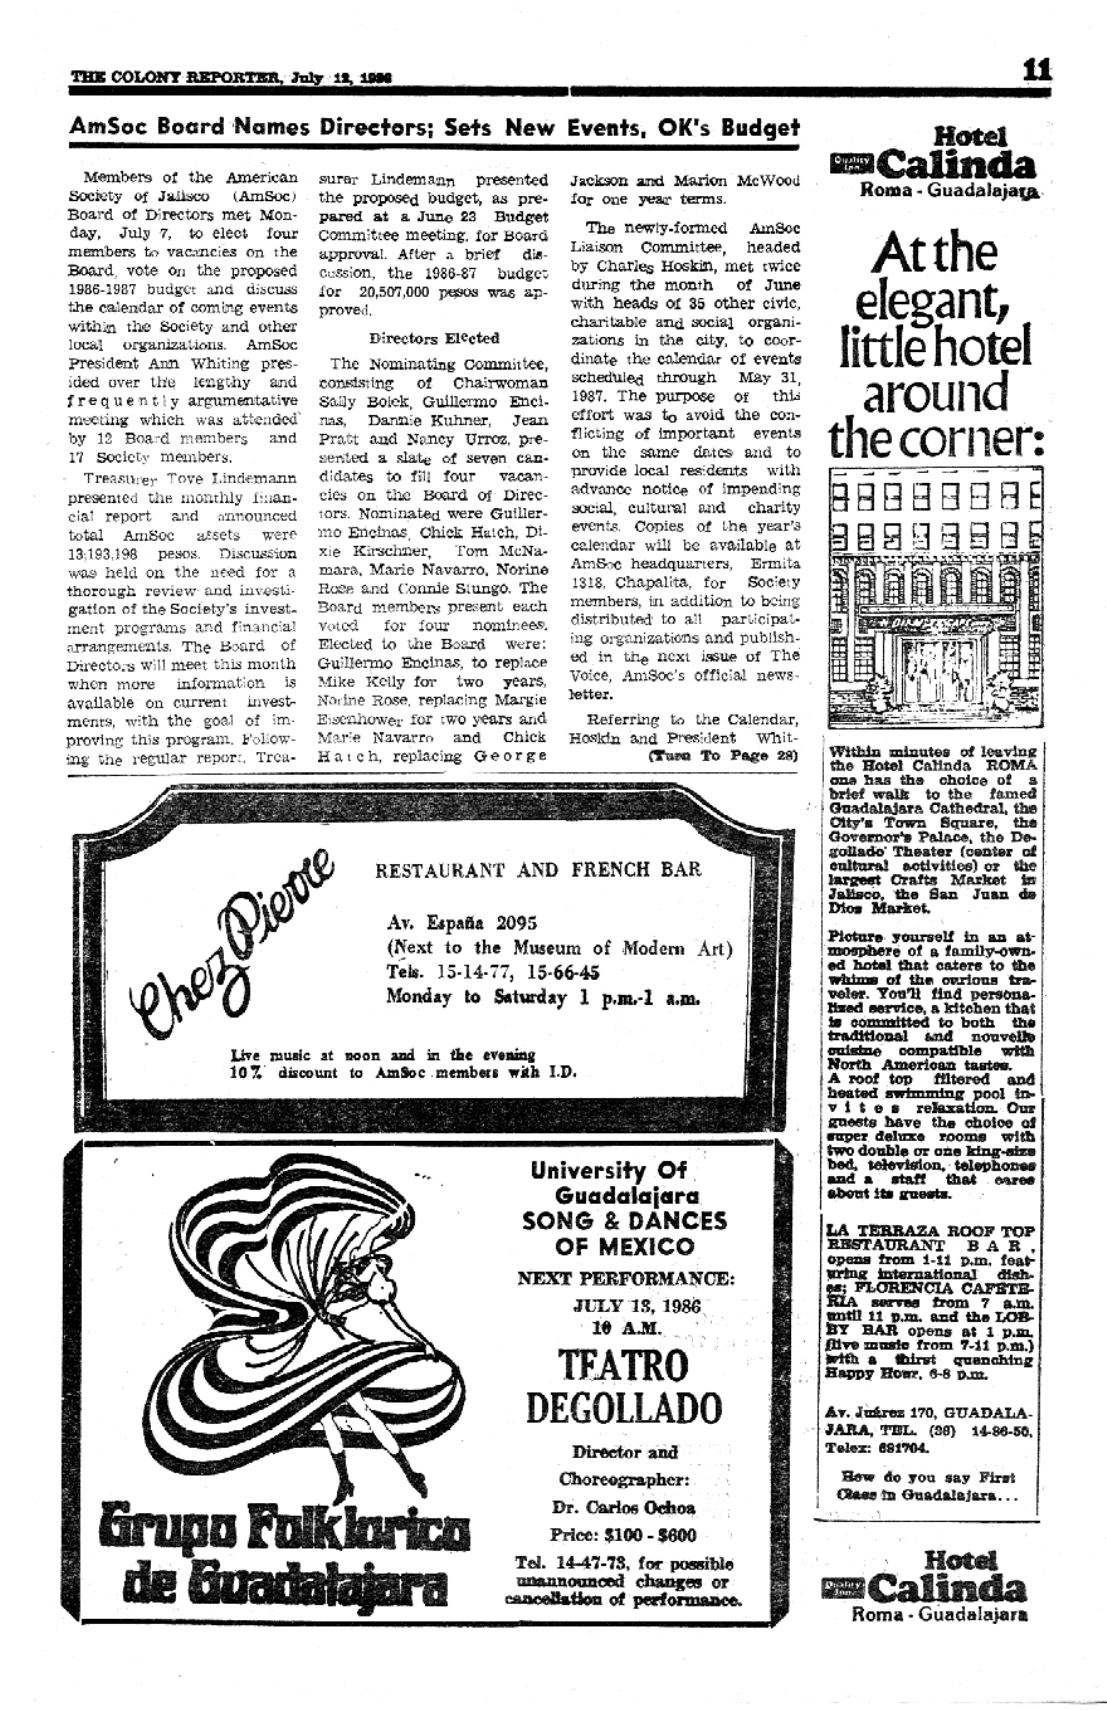 THE COLONY REPORTER, July 12, 1986
11
AmSoc Board Names Directors; Sets New Events, OK's Budget
Members of the American
Society of Jalisco (AmSoc)
Board of Directors met Mon-
day, July 7, to elect four
members to vacancies on the
Board, vote on the proposed
1986-1987 budget and discuss
the calendar of coming events
within the Society and other
local organizations. AmSoc
President Ann Whiting pres-
ided over the lengthy and
frequently argumentative
meeting which was attended
by 12 Board members and
17 Society members.
Treasurer Tove Lindemann
presented the monthly finan-
cial report and announced
total AmSoc assets were
13,193,198 pesos. Discussion
was held on the need for a
thorough review and investi-
gation of the Society's invest-
ment programs and financial
arrangements. The Board of
Directors will meet this month
when more information is
available on current invest-
ments, with the goal of im-
proving this program. Follow-
ing the regular report, Trea-
surer Lindemann presented
the proposed budget, as pre-
pared at a June 23 Budget
Committee meeting, for Board
approval. After a brief dis-
cussion, the 1986-87 budget
for 20,507,000 pesos was ap-
proved.
Directors Elected
The Nominating Committee,
consisting of Chairwoman
Sally Boick, Guillermo Enci-
nas, Dannie Kuhner, Jean
Pratt and Nancy Urroz, pre-
sented a slate of seven can-
didates to fill four vacan-
cies on the Board of Direc-
tors. Nominated were Guiller-
mo Encinas, Chick Hatch, Di-
xie Kirschner, Tom McNa-
mara, Marie Navarro, Norine
Rose and Connie Stungo. The
Board members present each
voted for four nominees.
Elected to the Board were:
Guillermo Encinas, to replace
Mike Kelly for two years,
Norine Rose, replacing Margie
Eisenhower for two years and
Marie Navarro and Chick
Hatch, replacing George
Jackson and Marion McWood
for one year terms.
The newly-formed AmSoc
Liaison Committee, headed
by Charles Hoskin, met twice
during the month of June
with heads of 35 other civic,
charitable and social organi-
zations in the city, to coor-
dinate the calendar of events
scheduled through May 31,
1987. The purpose of this
effort was to avoid the con-
flicting of important events
on the same dates and to
provide local residents with
advance notice of impending
social, cultural and charity
events. Copies of the year's
calendar will be available at
AmSoc headquarters, Ermita
1318, Chapalita, for Society
members, in addition to being
distributed to all participat-
ing organizations and publish-
ed in the next issue of The
Voice, AmSoc's official news-
letter.
Referring to the Calendar,
Hoskin and President Whit-
(Turn To Page 28)
Chez Pierre
RESTAURANT AND FRENCH BAR
Av. España 2095
(Next to the Museum of Modern Art)
Tels. 15-14-77, 15-66-45
Monday to Saturday 1 p.m.-1 a.m.
Live music at noon and in the evening
10% discount to AmSoc members with I.D.
University Of
Guadalajara
SONG & DANCES
OF MEXICO
NEXT PERFORMANCE:
JULY 13, 1986
10 A.M.
TEATRO
DEGOLLADO
Director and
Choreographer:
Dr. Carlos Ochoa
Price: $100 - $600
Tel. 14-47-73, for possible
unannounced changes or
cancellation of performance.
Grupo Folklorico
de Guadalajara
Hotel
Quality Inn Calinda
Roma - Guadalajara
At the
elegant,
little hotel
around
the corner:
Within minutes of leaving
the Hotel Calinda ROMA
one has the choice of a
brief walk to the famed
Guadalajara Cathedral, the
City's Town Square, the
Governor's Palace, the De-
gollado Theater (center of
cultural activities) or the
largest Crafts Market in
Jalisco, the San Juan de
Dios Market.
Picture yourself in an at-
mosphere of a family-own-
ed hotel that caters to the
whims of the curious tra-
veler. You'll find persona-
lized service, a kitchen that
is committed to both the
traditional and nouvelle
cuisine compatible with
North American tastes.
A roof top filtered and
heated swimming pool in-
vites relaxation. Our
guests have the choice of
super deluxe rooms with
two double or one king-size
bed, television, telephones
and a staff that cares
about its guests.
LA TERRAZA ROOF TOP
RESTAURANT BAR,
opens from 1-11 p.m. feat-
uring international dish-
es; FLORENCIA CAFETE-
RIA serves from 7 a.m.
until 11 p.m. and the LOB-
BY BAR opens at 1 p.m.
(live music from 7-11 p.m.)
with a thirst quenching
Happy Hour, 6-8 p.m.
Av. Juárez 170, GUADALA-
JARA, TEL. (36) 14-86-50,
Telex: 681704.
How do you say First
Class in Guadalajara...
Hotel
Quality Inn Calinda
Roma - Guadalajara